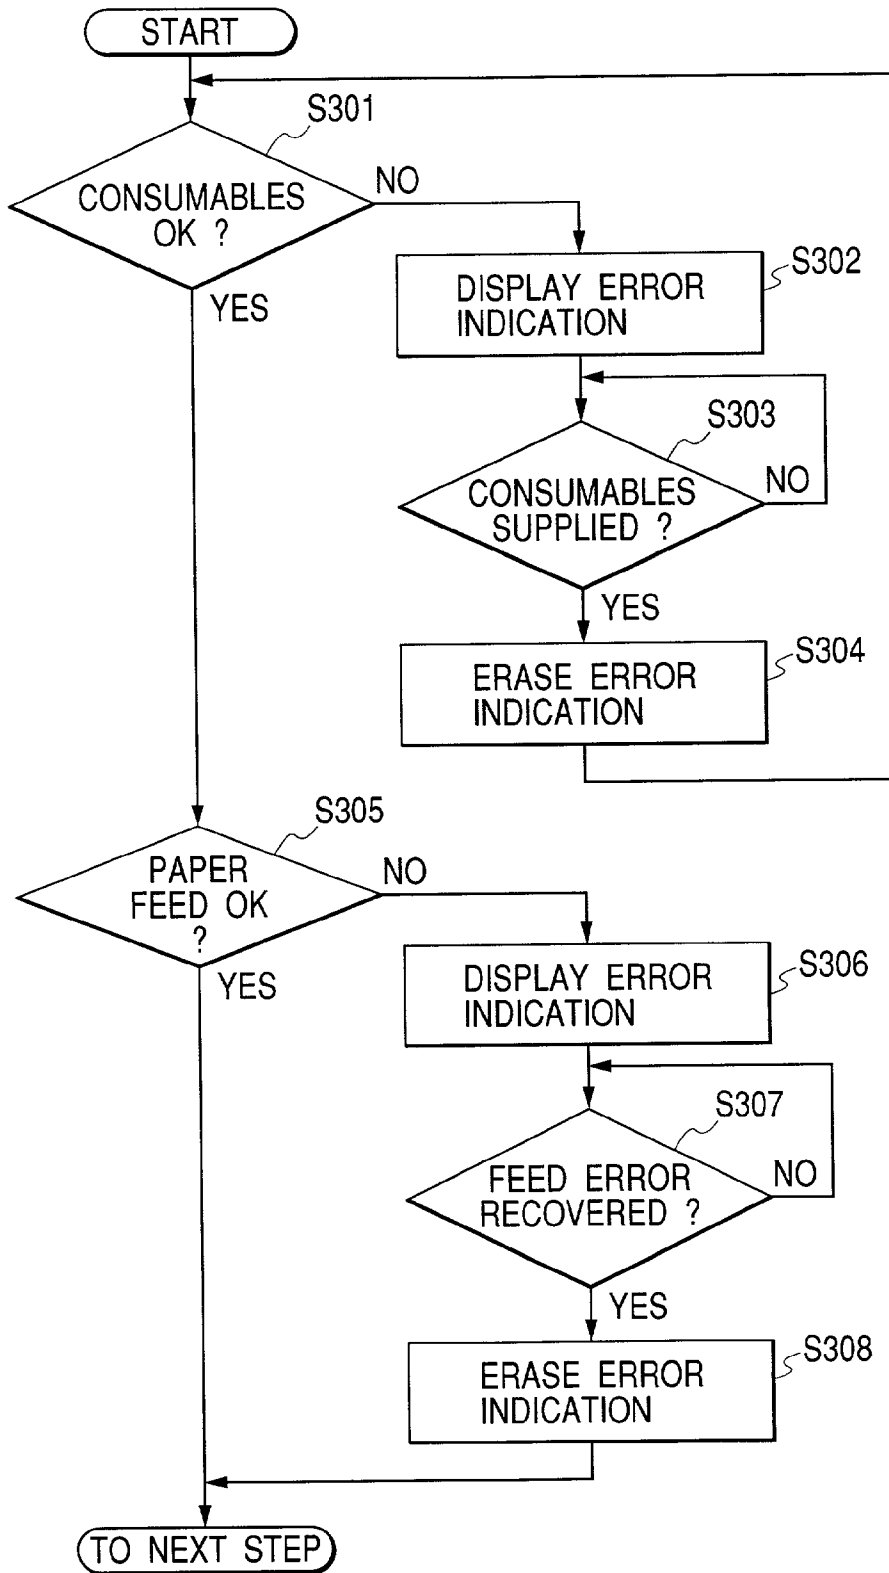 START
S301
CONSUMABLES
OK ?
NO
YES
S302
DISPLAY ERROR
INDICATION
S303
CONSUMABLES
SUPPLIED ?
NO
YES
S304
ERASE ERROR
INDICATION
S305
PAPER
FEED OK
?
NO
YES
S306
DISPLAY ERROR
INDICATION
S307
FEED ERROR
RECOVERED ?
NO
YES
S308
ERASE ERROR
INDICATION
TO NEXT STEP